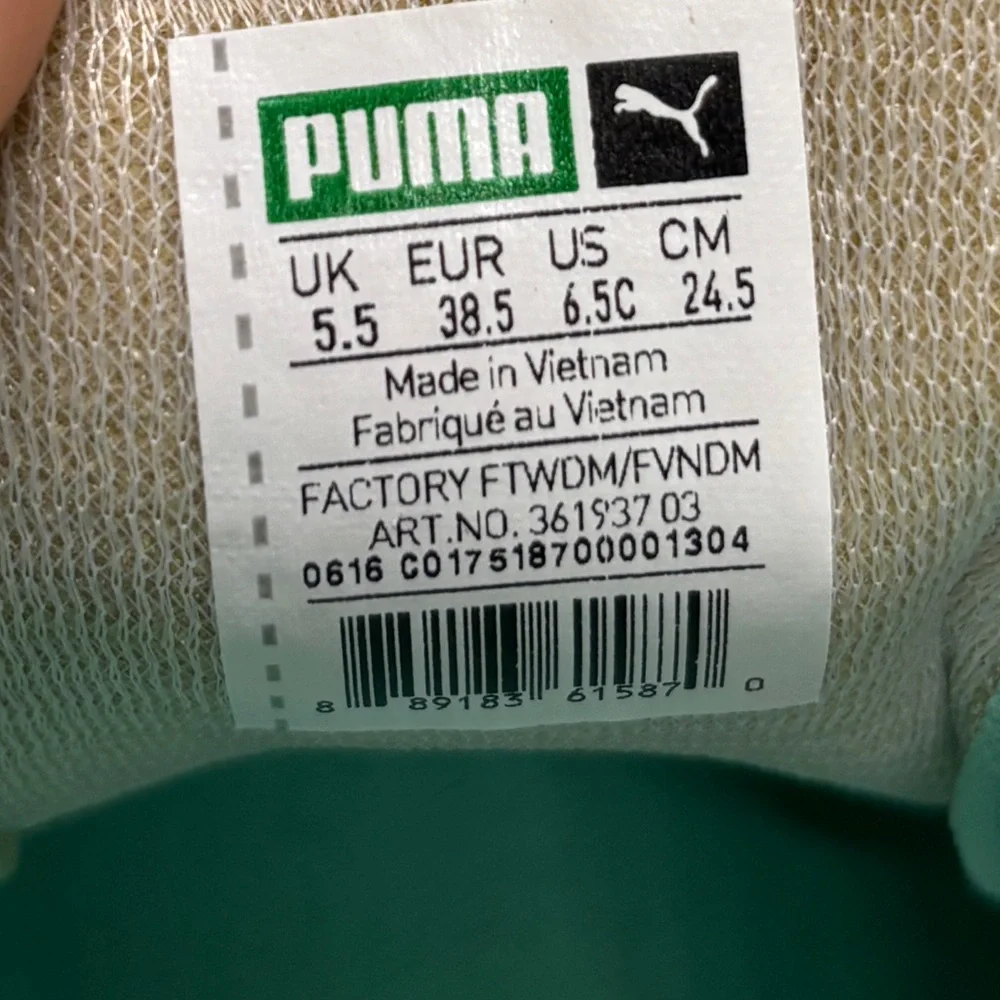 PUMA
UK EUR US CM
5.5 38.5 6.5C 24.5
Made in Vietnam
Fabriqué au Vietnam
FACTORY FTWDM/FVNDM
ART.NO. 361937 03
0616 C017518700001304
8 89183 61587 0